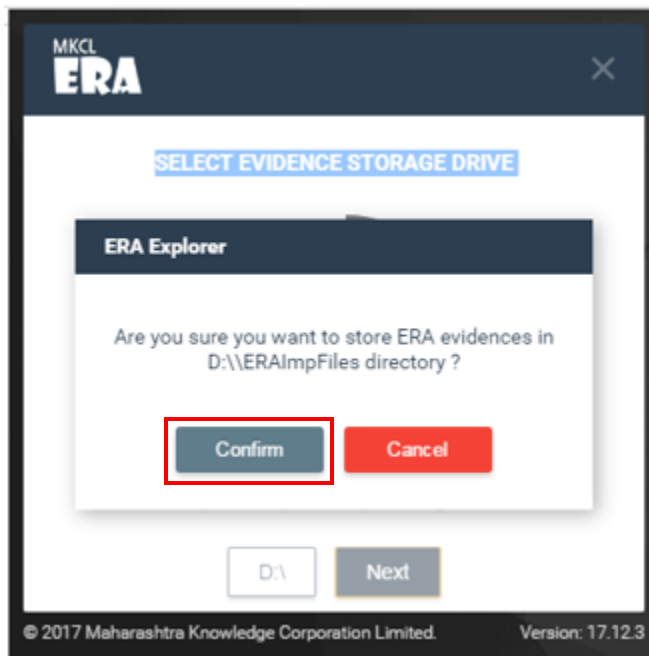 MKCL
ERA
SELECT EVIDENCE STORAGE DRIVE
ERA Explorer
Are you sure you want to store ERA evidences in
D:\\ERAImpFiles directory ?
Confirm Cancel
D:\ Next
© 2017 Maharashtra Knowledge Corporation Limited. Version: 17.12.3